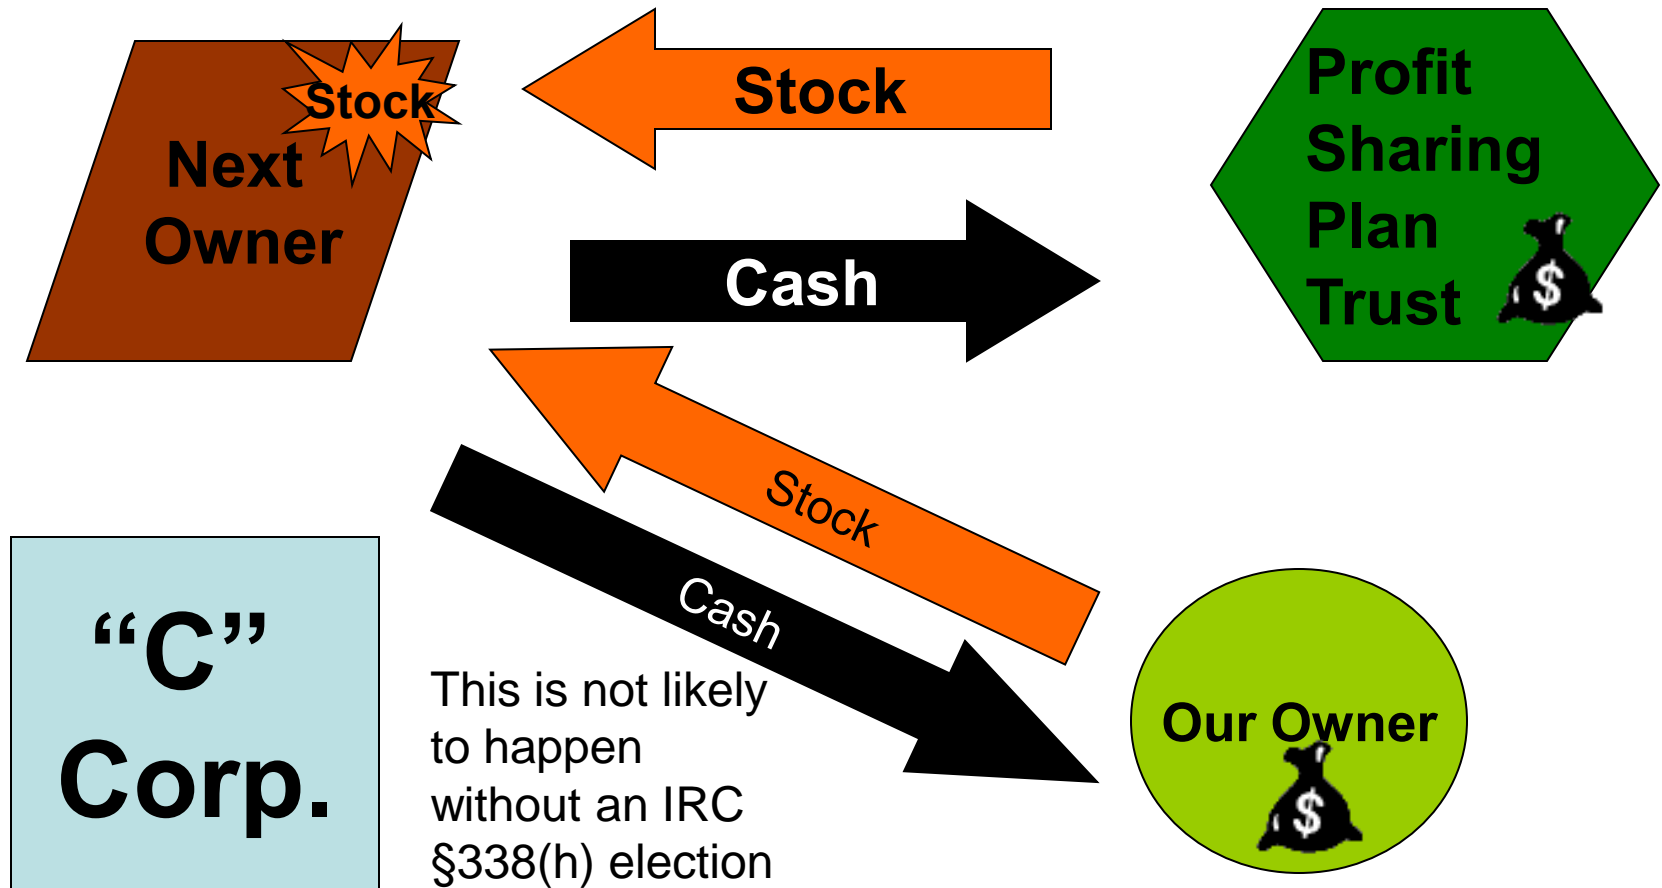 Stock
Next
Owner
Stock
Cash
Profit
Sharing
Plan
Trust
$
Stock
Cash
“C”
Corp.
This is not likely
to happen
without an IRC
§338(h) election
Our Owner
$